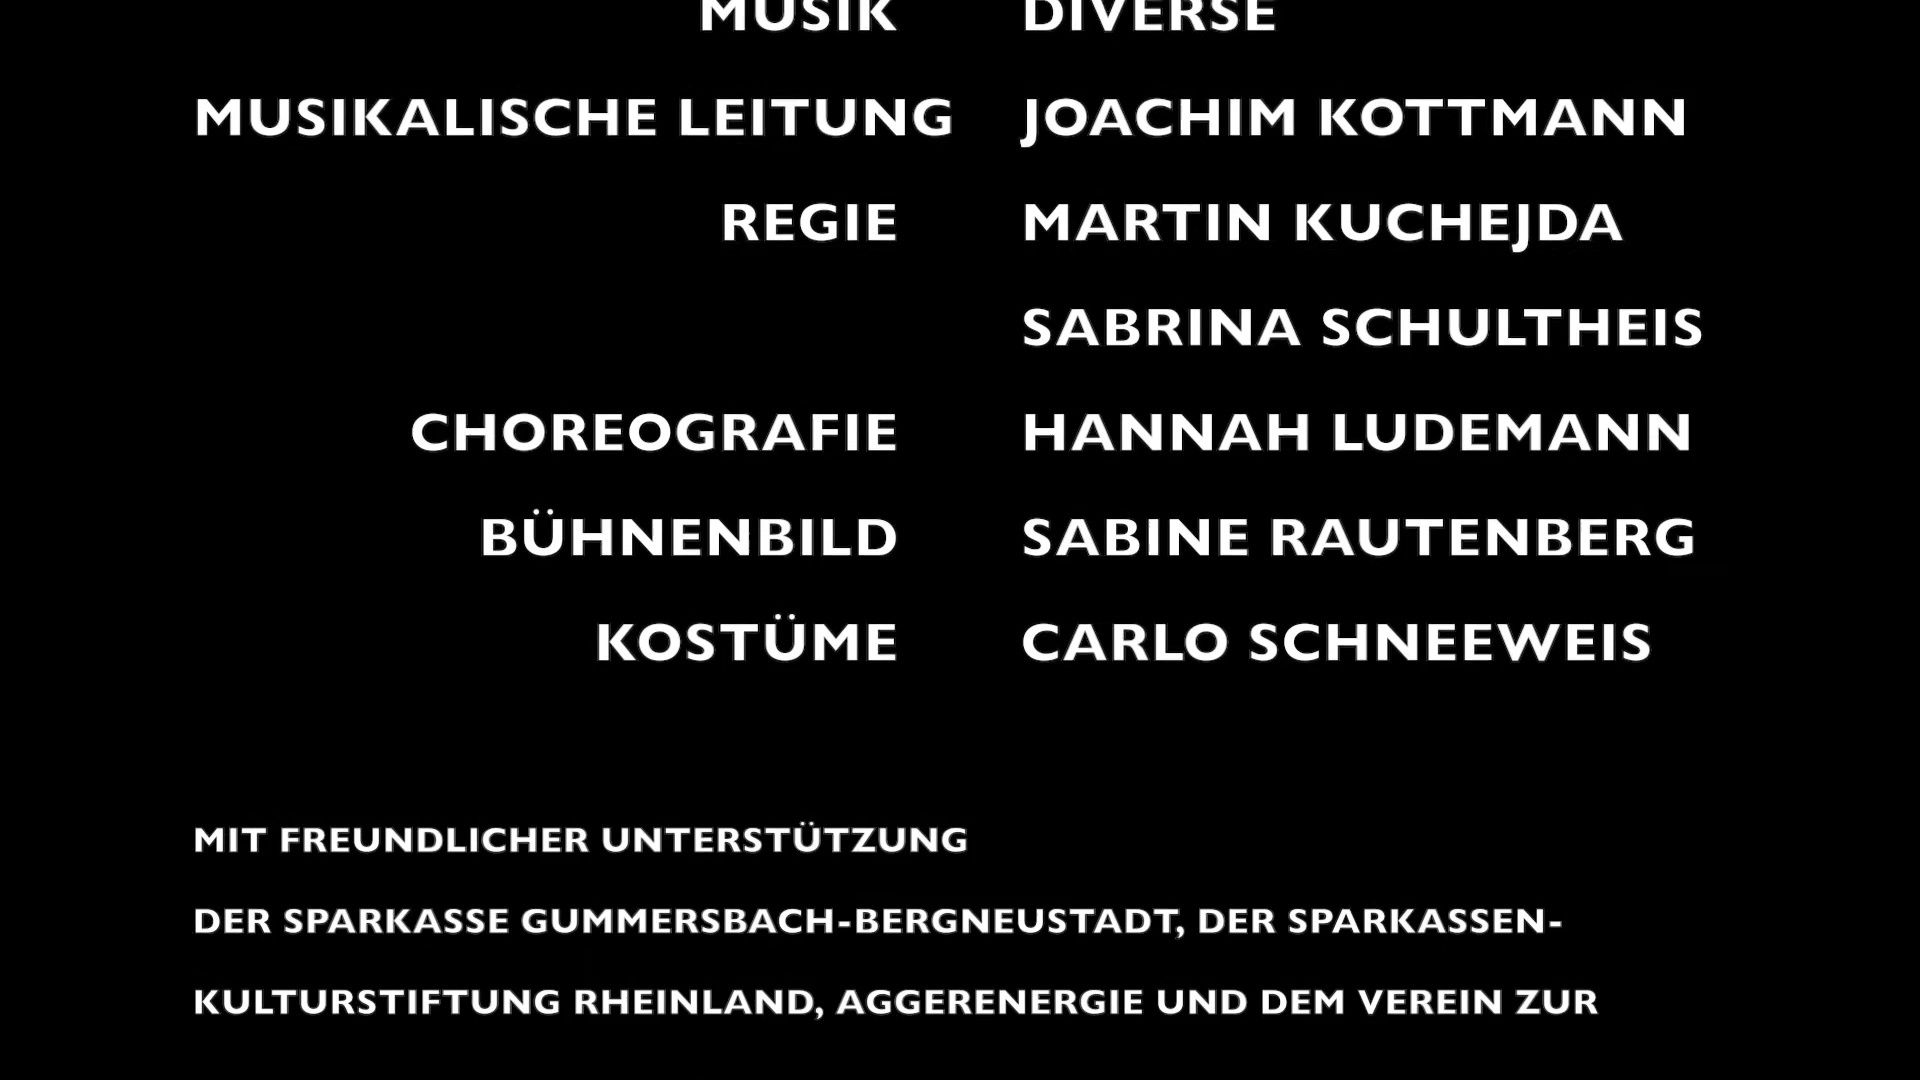 MUSIK DIVERSE
MUSIKALISCHE LEITUNG JOACHIM KOTTMANN
REGIE MARTIN KUCHEJDA
SABRINA SCHULTHEIS
CHOREOGRAFIE HANNAH LUDEMANN
BÜHNENBILD SABINE RAUTENBERG
KOSTÜME CARLO SCHNEEWEIS
MIT FREUNDLICHER UNTERSTÜTZUNG
DER SPARKASSE GUMMERSBACH-BERGNEUSTADT, DER SPARKASSEN-
KULTURSTIFTUNG RHEINLAND, AGGERENERGIE UND DEM VEREIN ZUR